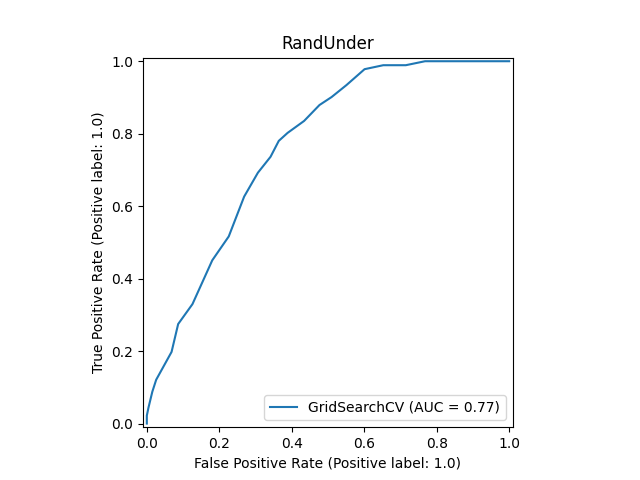 RandUnder
True Positive Rate (Positive label: 1.0)
1.0
0.8
0.6
0.4
0.2
0.0
GridSearchCV (AUC = 0.77)
0.0 0.2 0.4 0.6 0.8 1.0
False Positive Rate (Positive label: 1.0)